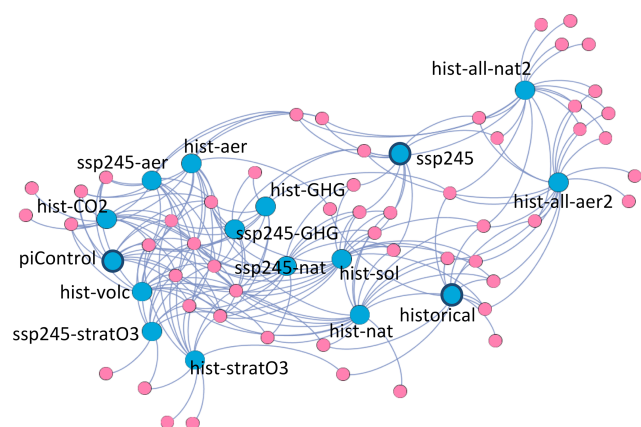 hist-all-nat2
hist-aer
ssp245-aer
ssp245
hist-GHG
hist-all-aer2
hist-CO2
ssp245-GHG
piControl
ssp245-nat
hist-sol
hist-volc
historical
ssp245-stratO3
hist-nat
hist-stratO3